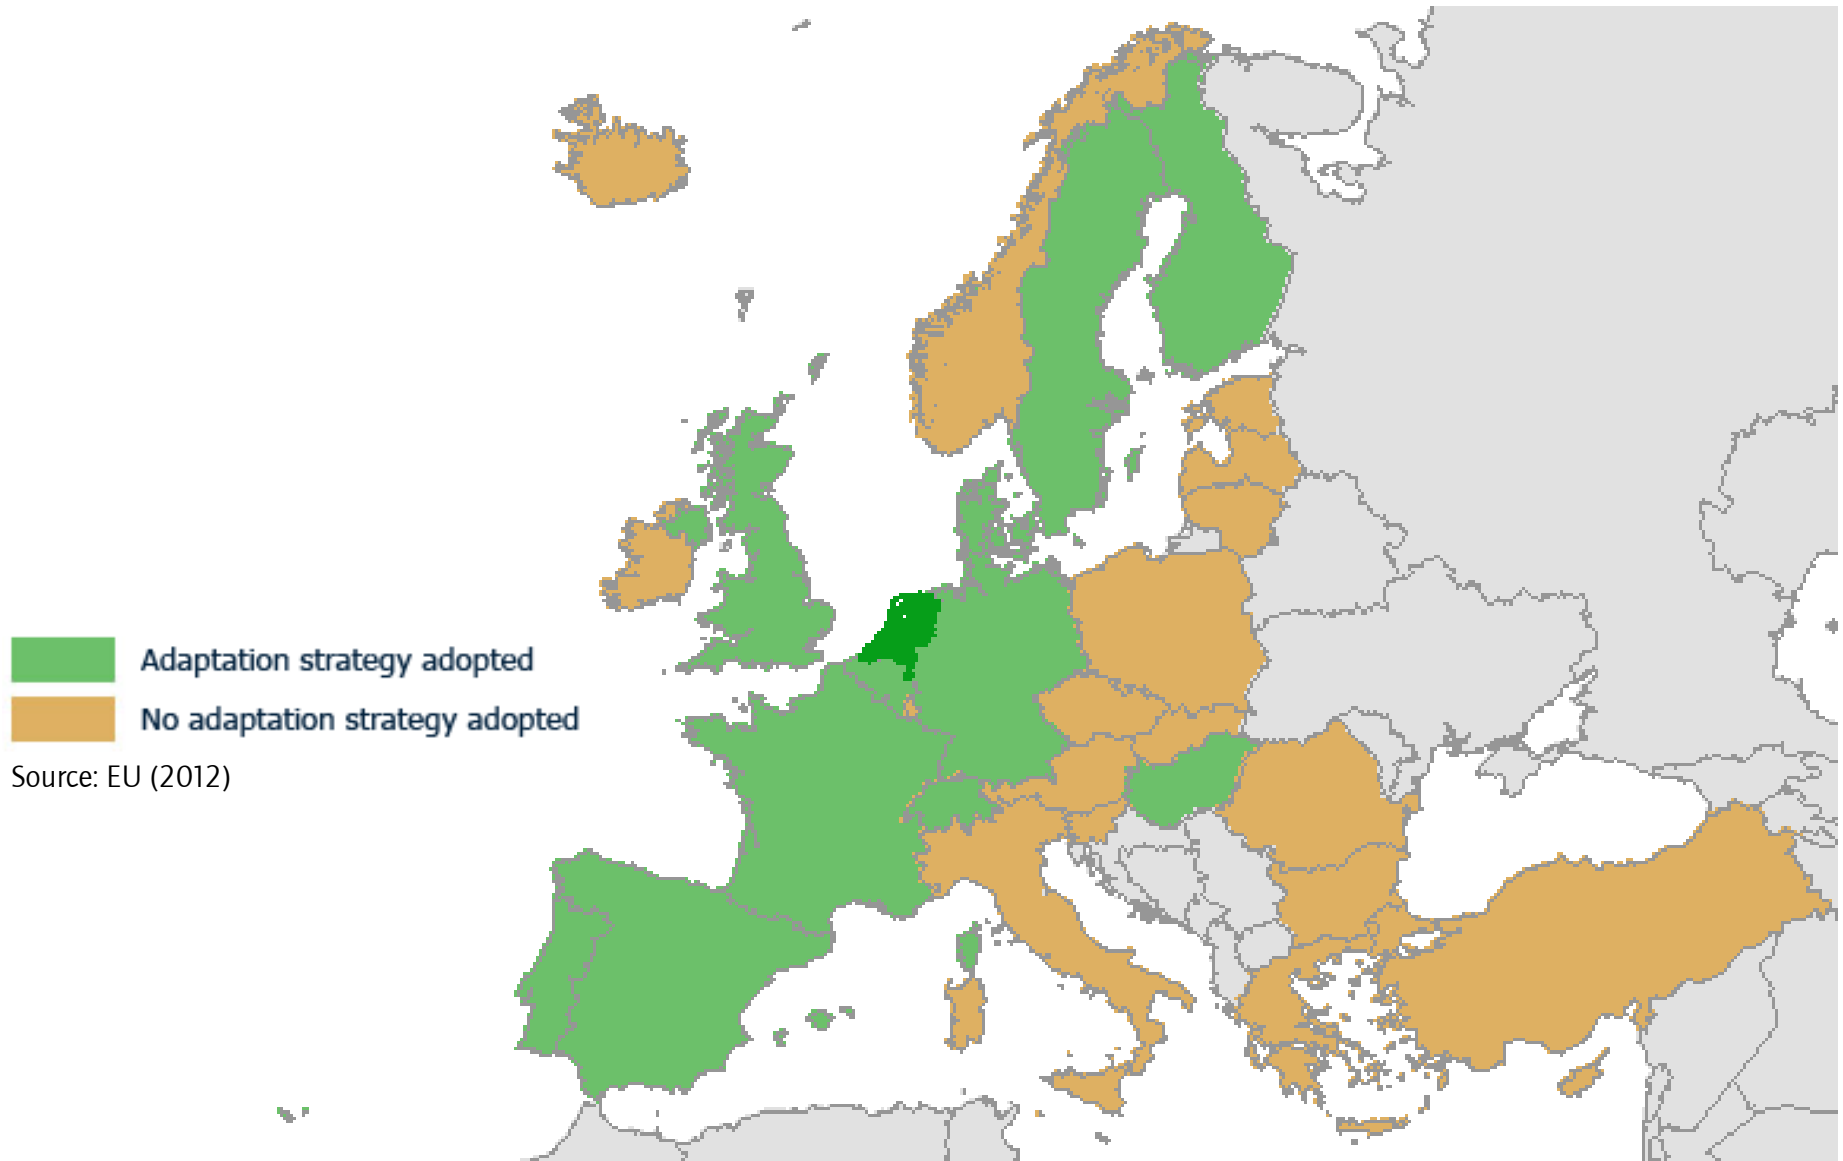 Adaptation strategy adopted
No adaptation strategy adopted
Source: EU (2012)